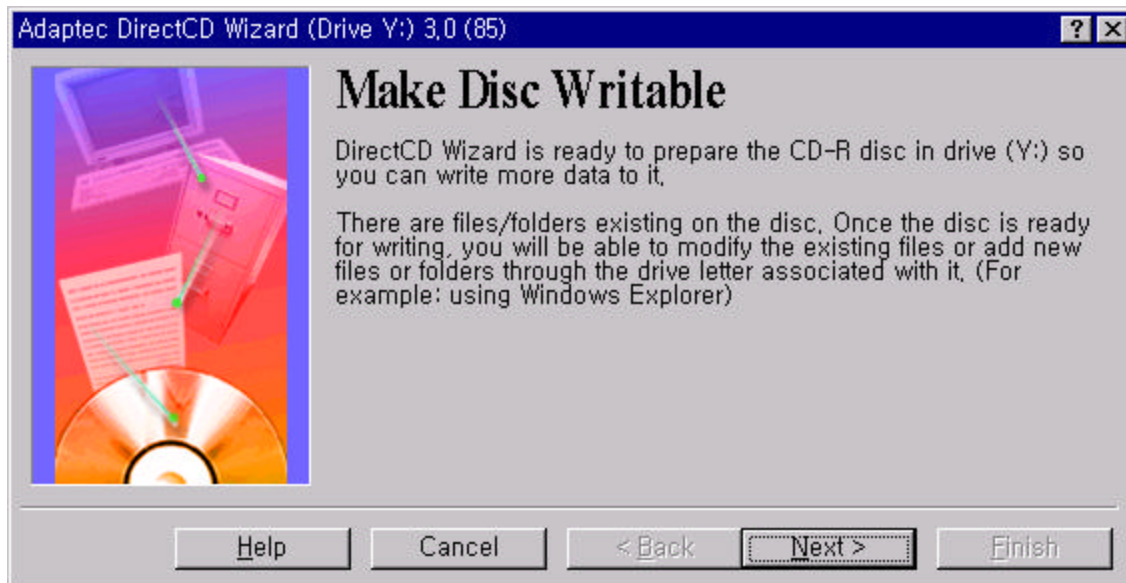 Adaptec DirectCD Wizard (Drive Y:) 3.0 (85)
? ×
Make Disc Writable
DirectCD Wizard is ready to prepare the CD-R disc in drive (Y:) so
you can write more data to it.
There are files/folders existing on the disc. Once the disc is ready
for writing, you will be able to modify the existing files or add new
files or folders through the drive letter associated with it. (For
example: using Windows Explorer)
Help Cancel < Back Next > Finish